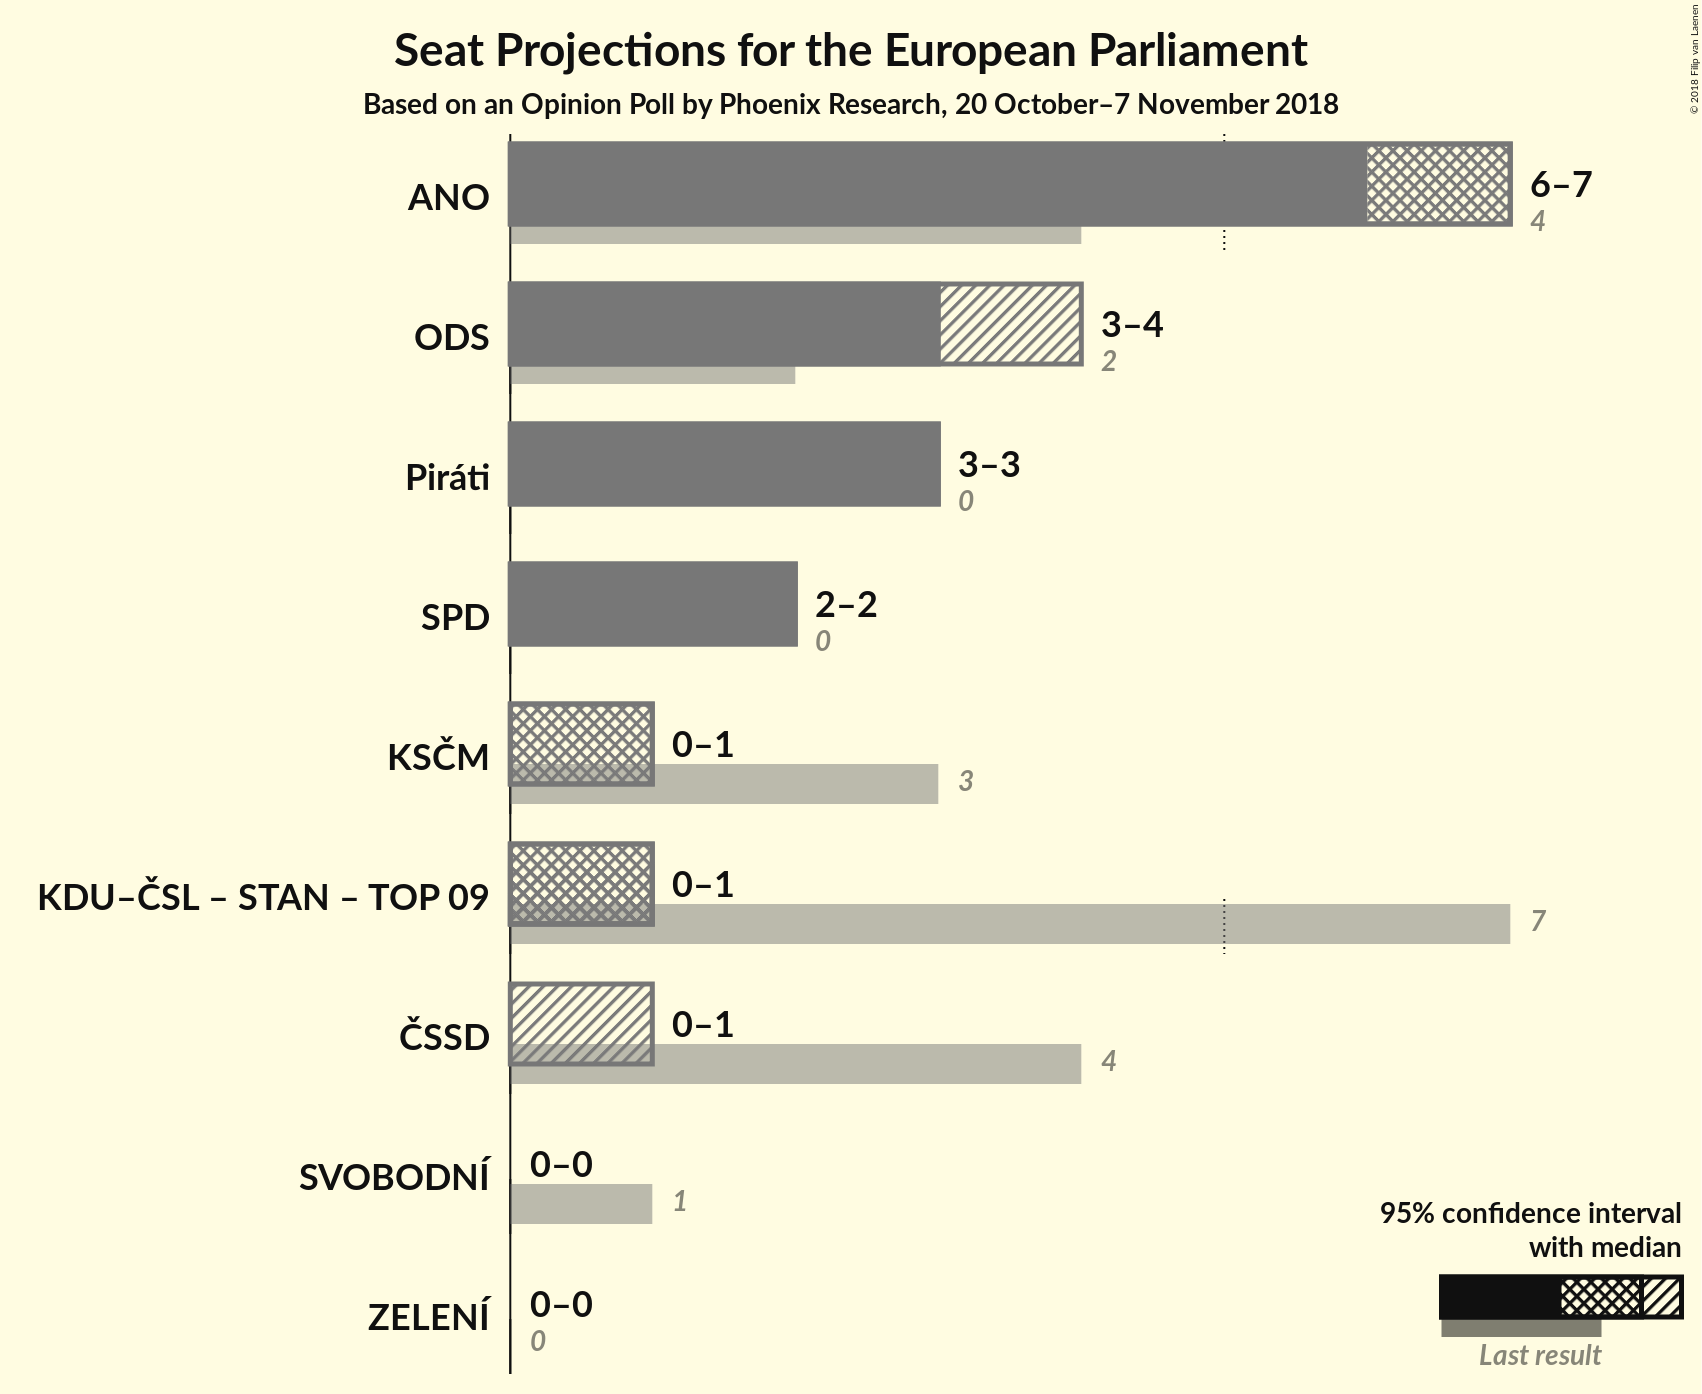 Seat Projections for the European Parliament
Based on an Opinion Poll by Phoenix Research, 20 October–7 November 2018
© 2018 Filip van Laenen
ANO
6–7
4
ODS
3–4
2
Piráti
3–3
0
SPD
2–2
0
KSČM
0–1
3
KDU–ČSL – STAN – TOP 09
0–1
7
ČSSD
0–1
4
SVOBODNÍ
0–0
1
ZELENÍ
0–0
0
95% confidence interval
with median
Last result